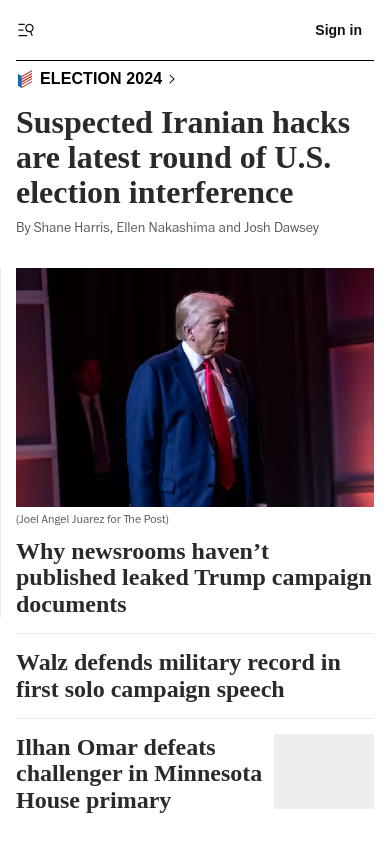 Sign in
ELECTION 2024
Suspected Iranian hacks
are latest round of U.S.
election interference
By Shane Harris, Ellen Nakashima and Josh Dawsey
(Joel Angel Juarez for The Post)
Why newsrooms haven’t
published leaked Trump campaign
documents
Walz defends military record in
first solo campaign speech
Ilhan Omar defeats
challenger in Minnesota
House primary